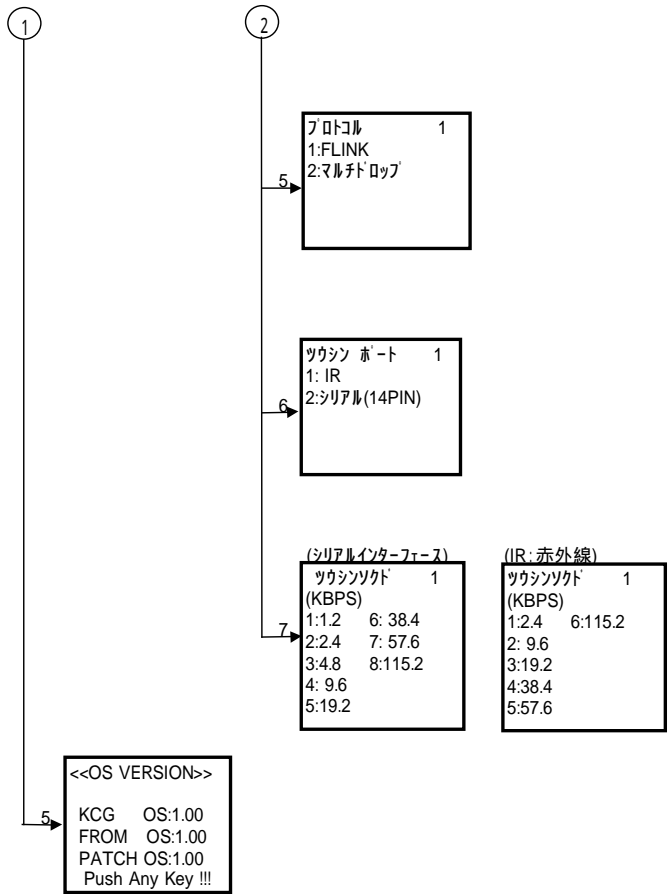 1
2
5
ﾌﾟﾛﾄｺﾙ 1
1:FLINK
2:ﾏﾙﾁﾄﾞﾛｯﾌﾟ
6
ﾂｳｼﾝ ﾎﾟｰﾄ 1
1: IR
2:ｼﾘｱﾙ(14PIN)
7
(ｼﾘｱﾙｲﾝﾀｰﾌｪｰｽ)
ﾂｳｼﾝｿｸﾄﾞ 1
(KBPS)
1:1.2 6: 38.4
2:2.4 7: 57.6
3:4.8 8:115.2
4: 9.6
5:19.2
(IR:赤外線)
ﾂｳｼﾝｿｸﾄﾞ 1
(KBPS)
1:2.4 6:115.2
2: 9.6
3:19.2
4:38.4
5:57.6
5
<<OS VERSION>>
KCG OS:1.00
FROM OS:1.00
PATCH OS:1.00
Push Any Key !!!